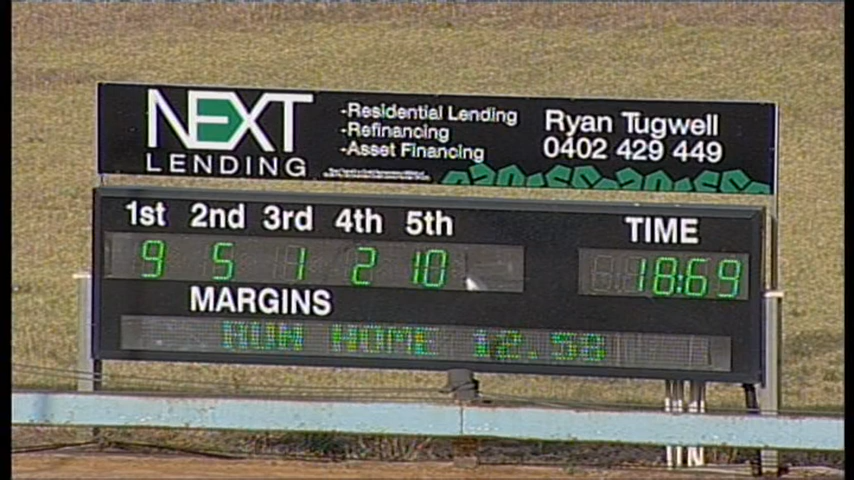 NEXT
LENDING
-Residential Lending
-Refinancing
-Asset Financing
Ryan Tugwell
0402 429 449
1st 2nd 3rd 4th 5th TIME
9 5 1 2 10 18:69
MARGINS
RUN HOME 12.58